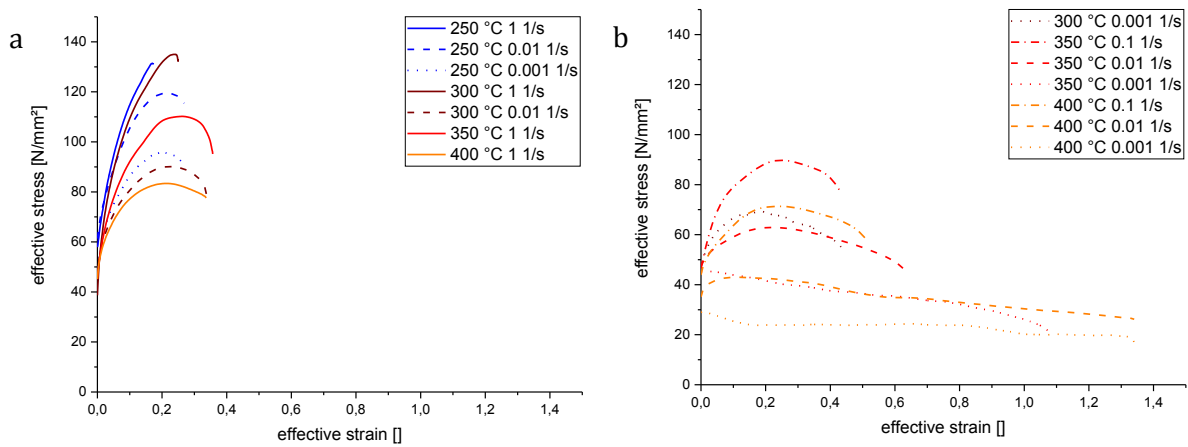 a
250 °C 1 1/s
250 °C 0.01 1/s
250 °C 0.001 1/s
300 °C 1 1/s
300 °C 0.01 1/s
350 °C 1 1/s
400 °C 1 1/s
effective stress [N/mm²]
140
120
100
80
60
40
20
0
0,0 0,2 0,4 0,6 0,8 1,0 1,2 1,4
effective strain []
b
300 °C 0.001 1/s
350 °C 0.1 1/s
350 °C 0.01 1/s
350 °C 0.001 1/s
400 °C 0.1 1/s
400 °C 0.01 1/s
400 °C 0.001 1/s
effective stress [N/mm²]
140
120
100
80
60
40
20
0
0,0 0,2 0,4 0,6 0,8 1,0 1,2 1,4
effective strain []